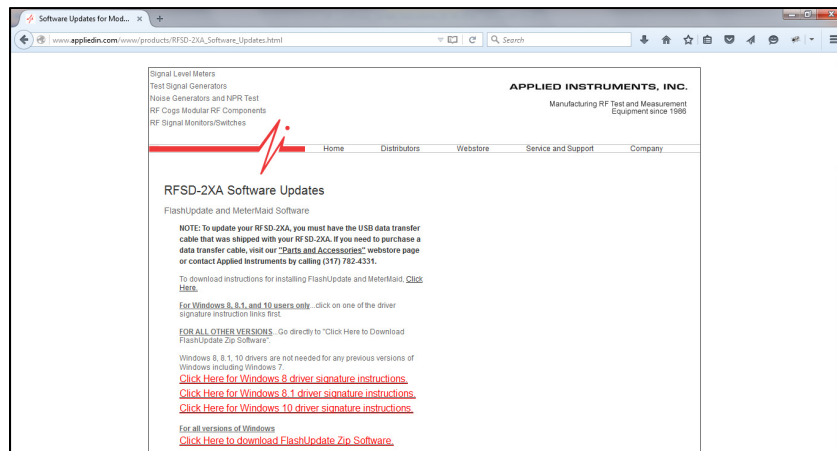 Software Updates for Mod...
www.appliedin.com/www/products/RFSD-2XA_Software_Updates.html
Search
Signal Level Meters
Test Signal Generators
Noise Generators and NPR Test
RF Cogs Modular RF Components
RF Signal Monitors/Switches
APPLIED INSTRUMENTS, INC.
Manufacturing RF Test and Measurement
Equipment since 1986
Home Distributors Webstore Service and Support Company
RFSD-2XA Software Updates
FlashUpdate and MeterMaid Software
NOTE: To update your RFSD-2XA, you must have the USB data transfer
cable that was shipped with your RFSD-2XA. If you need to purchase a
data transfer cable, visit our "Parts and Accessories" webstore page
or contact Applied Instruments by calling (317) 782-4331.
To download instructions for installing FlashUpdate and MeterMaid, Click
Here.
For Windows 8, 8.1, and 10 users only...click on one of the driver
signature instruction links first.
FOR ALL OTHER VERSIONS...Go directly to "Click Here to Download
FlashUpdate Zip Software".
Windows 8, 8.1, 10 drivers are not needed for any previous versions of
Windows including Windows 7.
Click Here for Windows 8 driver signature instructions.
Click Here for Windows 8.1 driver signature instructions.
Click Here for Windows 10 driver signature instructions.
For all versions of Windows
Click Here to download FlashUpdate Zip Software.